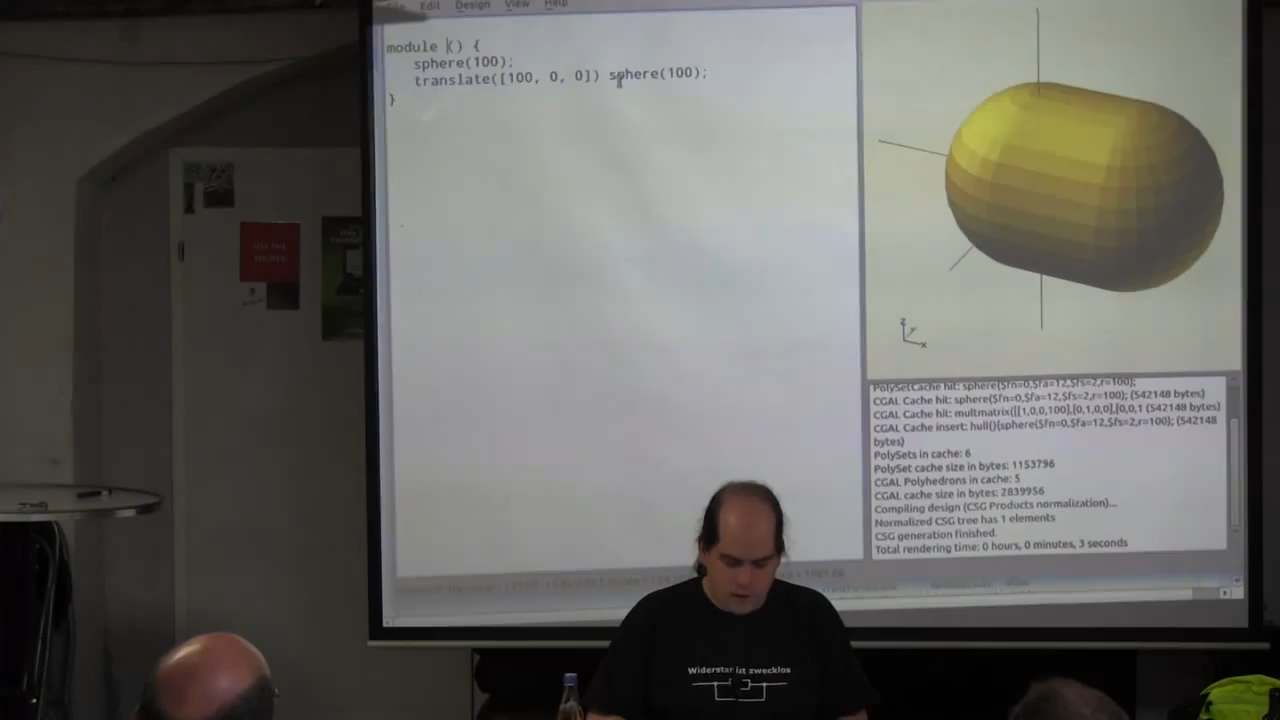 File Edit Design View Help
module () {
sphere(100);
translate([100, 0, 0]) sphere(100);
}
z
y
x
PolySetCache hit: sphere($fn=0,$fa=12,$fs=2,r=100);
CGAL Cache hit: sphere($fn=0,$fa=12,$fs=2,r=100); (542148 bytes)
CGAL Cache hit: multmatrix([[1,0,0,100],[0,1,0,0],[0,0,1 (542148 bytes)
CGAL Cache insert: hull(){sphere($fn=0,$fa=12,$fs=2,r=100); (542148
bytes)
PolySets in cache: 6
PolySet cache size in bytes: 1153796
CGAL Polyhedrons in cache: 5
CGAL cache size in bytes: 2839956
Compiling design (CSG Products normalization)...
Normalized CSG tree has 1 elements
CSG generation finished.
Total rendering time: 0 hours, 0 minutes, 3 seconds
Widerstand ist zwecklos